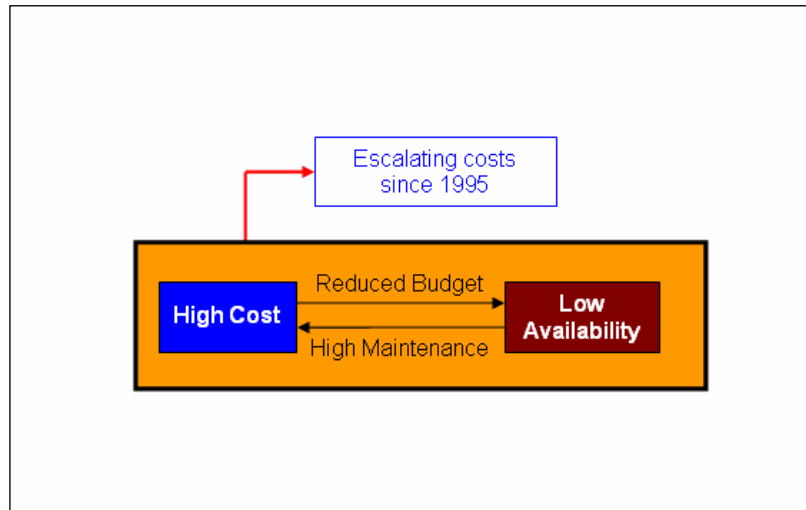 Escalating costs
since 1995
Reduced Budget
High Cost
Low
Availability
High Maintenance